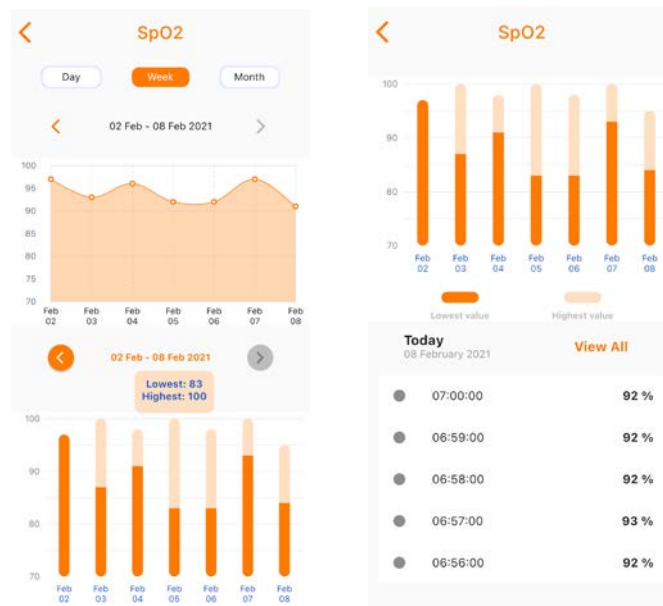 SpO2
Day Week Month
02 Feb - 08 Feb 2021
100
95
90
85
80
75
70
Feb 02 Feb 03 Feb 04 Feb 05 Feb 06 Feb 07 Feb 08
02 Feb - 08 Feb 2021
Lowest: 83
Highest: 100
100
90
80
70
Feb 02 Feb 03 Feb 04 Feb 05 Feb 06 Feb 07 Feb 08
SpO2
100
90
80
70
Feb 02 Feb 03 Feb 04 Feb 05 Feb 06 Feb 07 Feb 08
Lowest value Highest value
Today
08 February 2021
View All
07:00:00 92 %
06:59:00 92 %
06:58:00 92 %
06:57:00 93 %
06:56:00 92 %